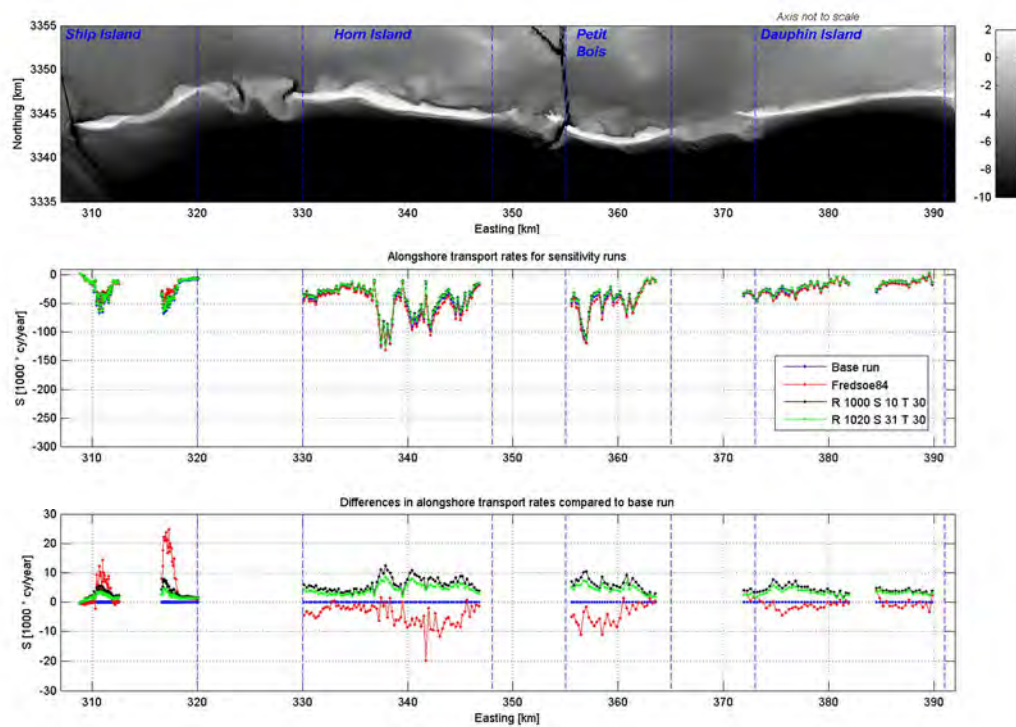 Axis not to scale
3355
3350
3345
3340
3335
Northing [km]
Ship Island
Horn Island
Petit
Bois
Dauphin Island
2
0
-2
-4
-6
-8
-10
310 320 330 340 350 360 370 380 390
Easting [km]
Alongshore transport rates for sensitivity runs
0
-50
-100
-150
-200
-250
-300
S [1000 * cy/year]
Base run
Fredsoe84
R 1000 S 10 T 30
R 1020 S 31 T 30
310 320 330 340 350 360 370 380 390
Differences in alongshore transport rates compared to base run
30
20
10
0
-10
-20
-30
S [1000 * cy/year]
310 320 330 340 350 360 370 380 390
Easting [km]